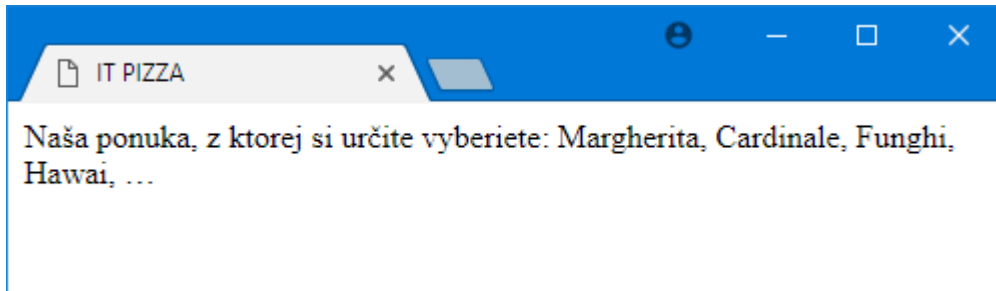 IT PIZZA
Naša ponuka, z ktorej si určite vyberiete: Margherita, Cardinale, Funghi,
Hawai, …